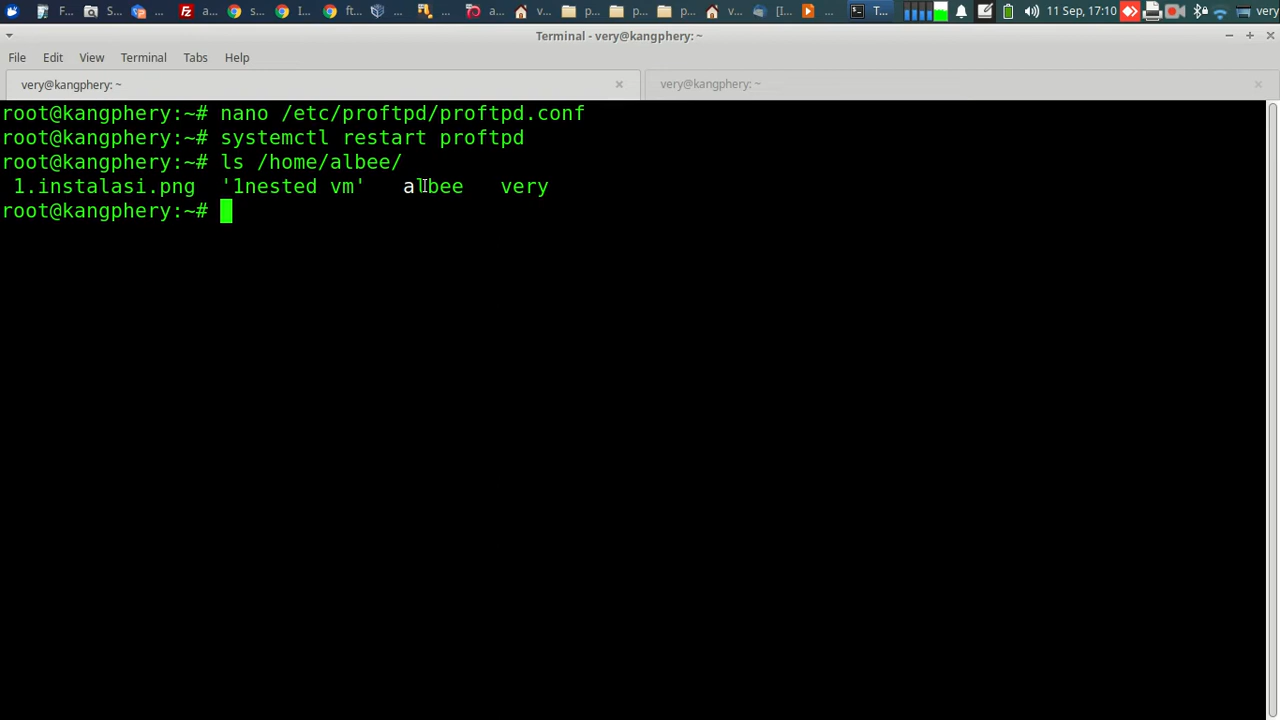 F...
S...
...
a...
s...
I...
ft...
...
...
a...
v...
p...
p...
p...
v...
...
[I...
...
T...
11 Sep, 17:10
very
Terminal - very@kangphery: ~
File Edit View Terminal Tabs Help
very@kangphery: ~
very@kangphery: ~
root@kangphery:~# nano /etc/proftpd/proftpd.conf
root@kangphery:~# systemctl restart proftpd
root@kangphery:~# ls /home/albee/
1.instalasi.png '1nested vm' albee very
root@kangphery:~#